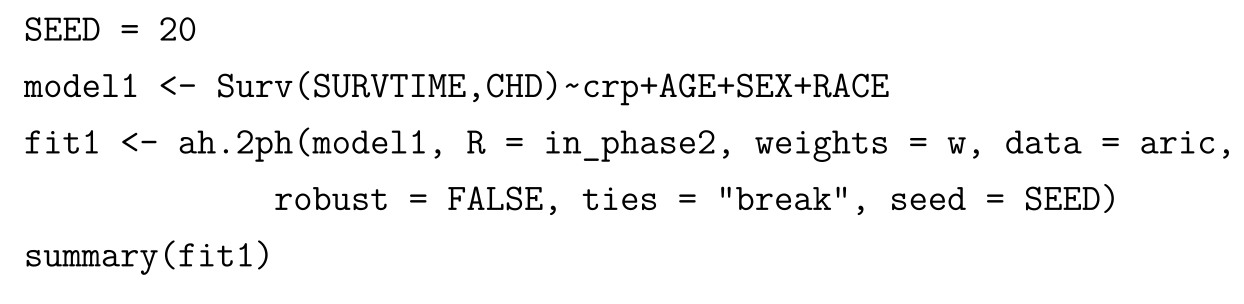 SEED = 20
model1 <- Surv(SURVTIME,CHD)~crp+AGE+SEX+RACE
fit1 <- ah.2ph(model1, R = in_phase2, weights = w, data = aric,
robust = FALSE, ties = "break", seed = SEED)
summary(fit1)